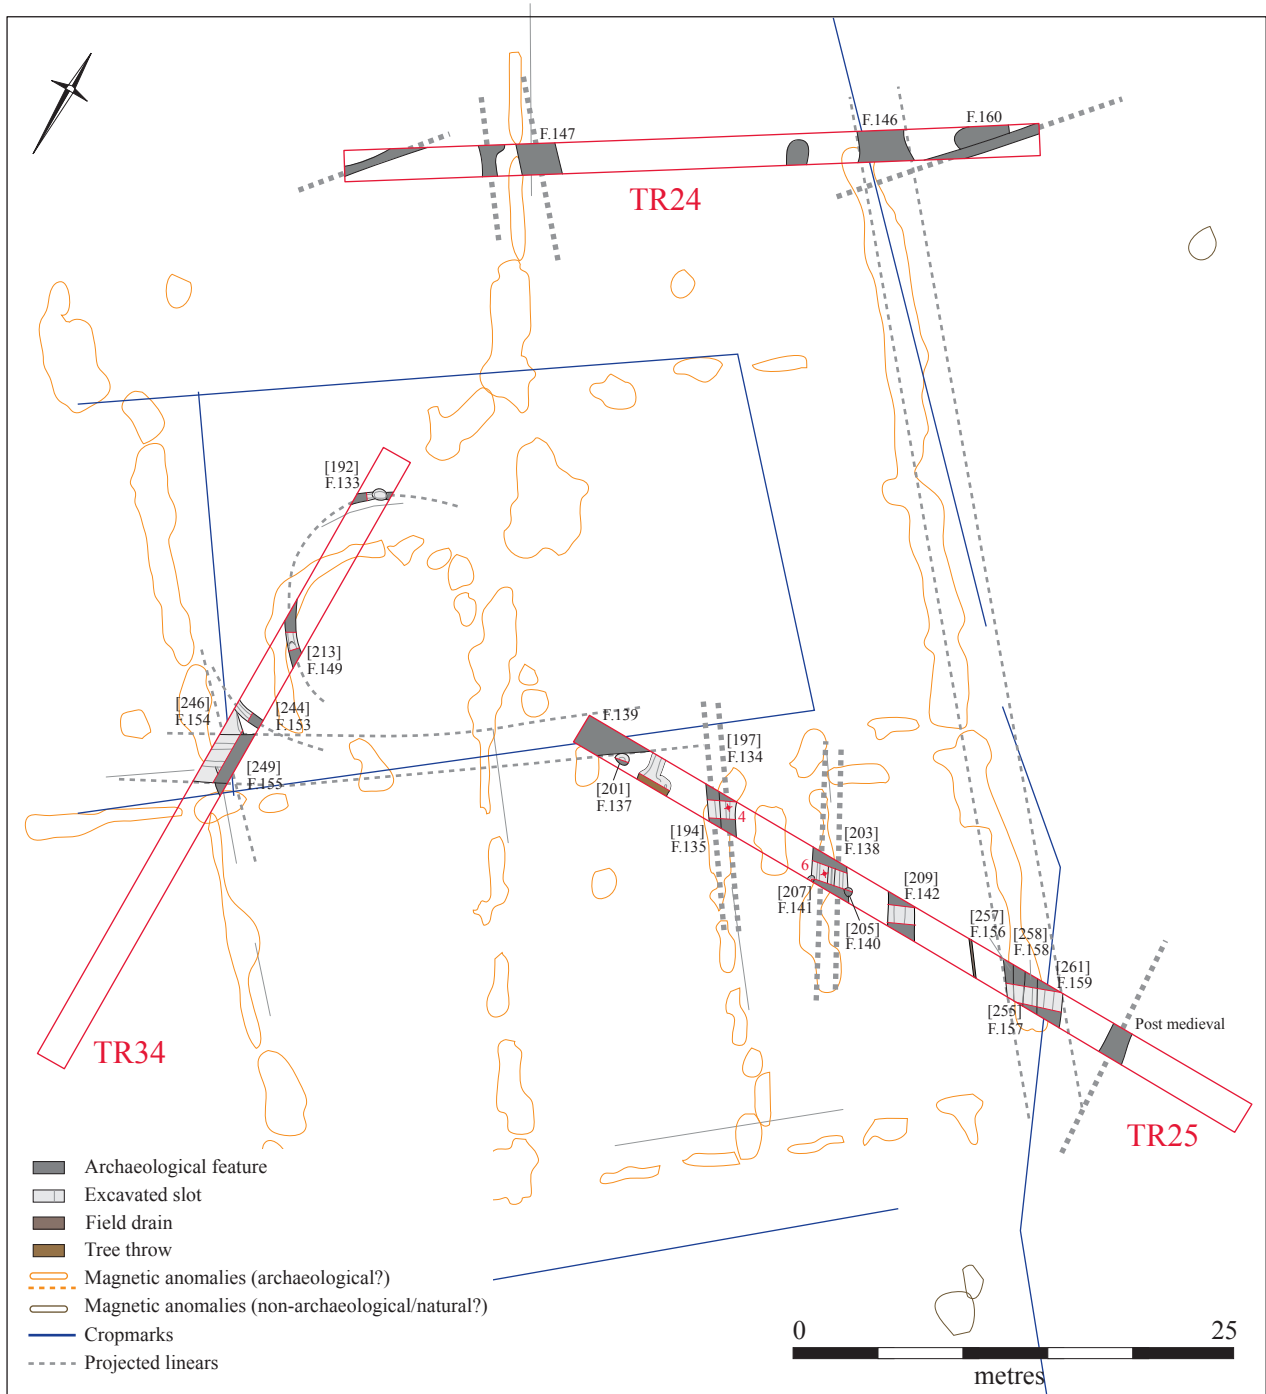 F.147
F.146
F.160
TR24
[192]
F.133
[213]
F.149
[246]
F.154
[244]
F.153
[249]
F.155
F.139
[197]
F.134
[201]
F.137
4
[194]
F.135
[203]
F.138
6
[207]
F.141
[209]
F.142
[205]
F.140
[257]
F.156
[258]
F.158
[261]
F.159
[255]
F.157
Post medieval
TR34
TR25
Archaeological feature
Excavated slot
Field drain
Tree throw
Magnetic anomalies (archaeological?)
Magnetic anomalies (non-archaeological/natural?)
Cropmarks
Projected linears
0 25
metres